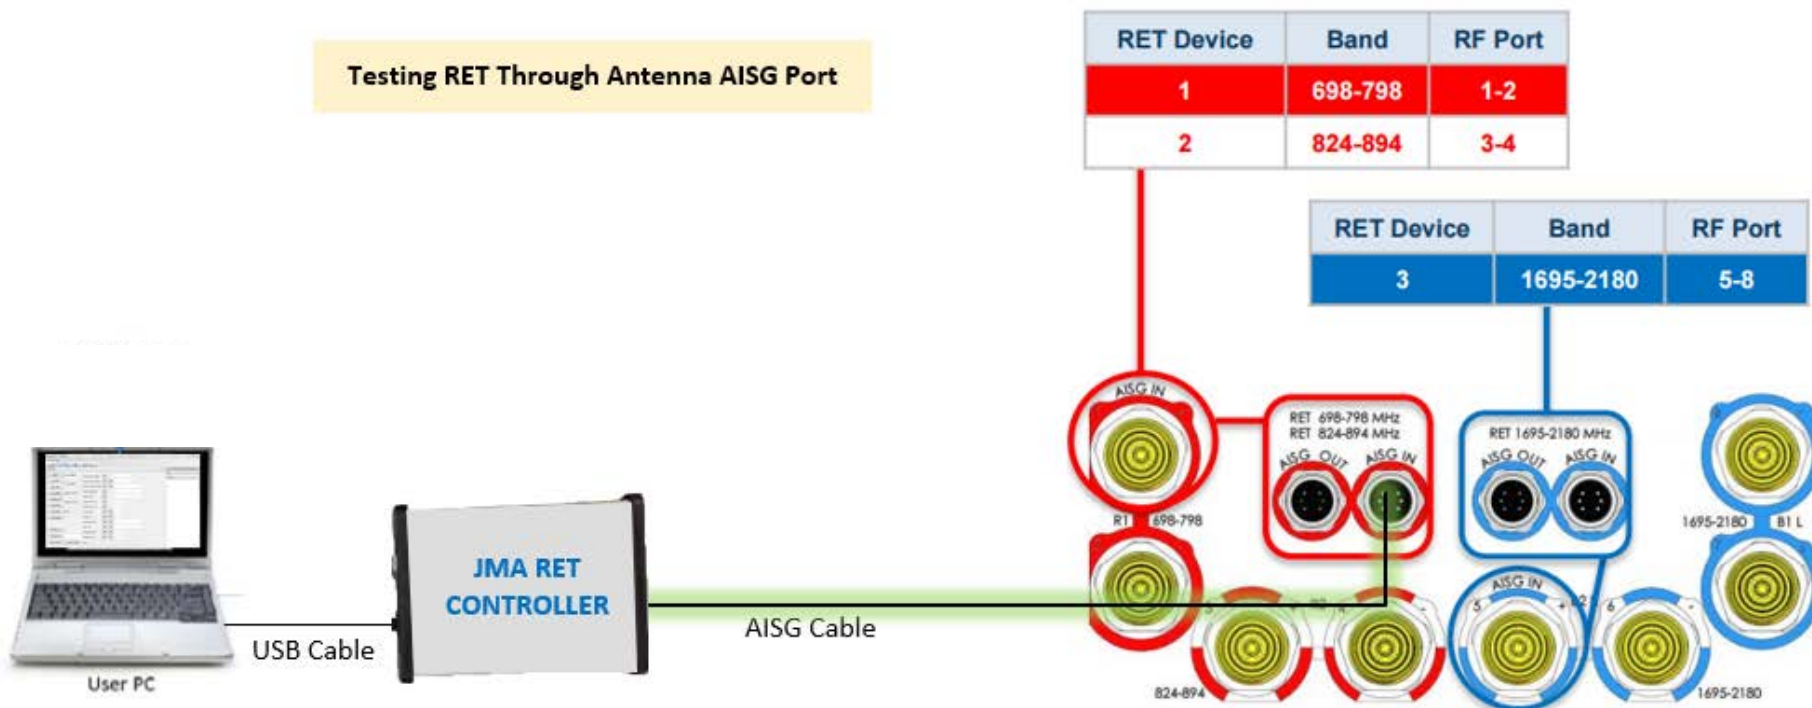 Testing RET Through Antenna AISG Port
RET Device Band RF Port
1 698-798 1-2
2 824-894 3-4
RET Device Band RF Port
3 1695-2180 5-8
AISG IN
RET 698-798 MHz
RET 824-894 MHz
AISG OUT AISG IN
RET 1695-2180 MHz
AISG OUT AISG IN
R1 698-798
1695-2180 B1 L
JMA RET
CONTROLLER
USB Cable
AISG Cable
User PC
AISG IN
5 +
6 -
824-894
1695-2180